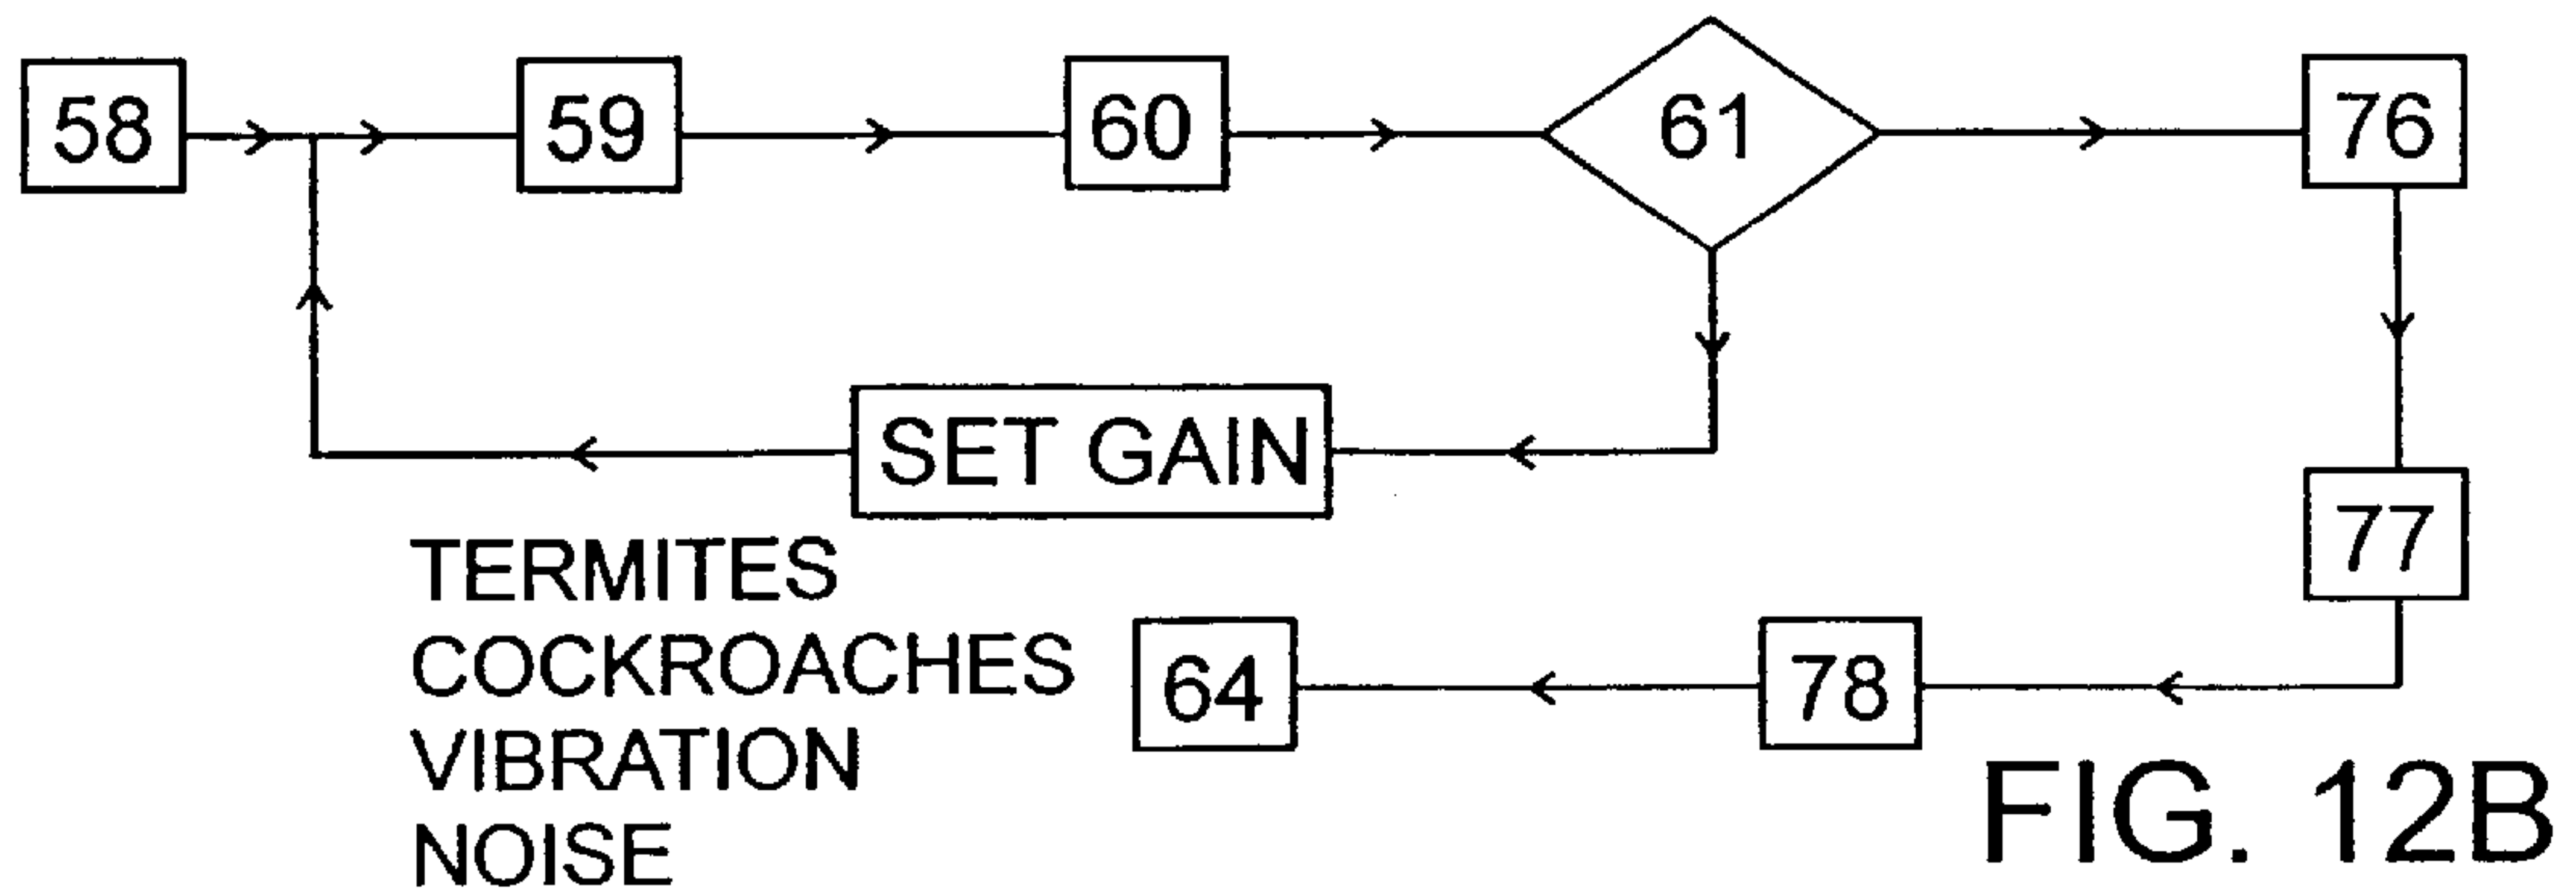 58
59
60
61
76
SET GAIN
77
TERMITES
COCKROACHES
VIBRATION
NOISE
64
78
FIG. 12B